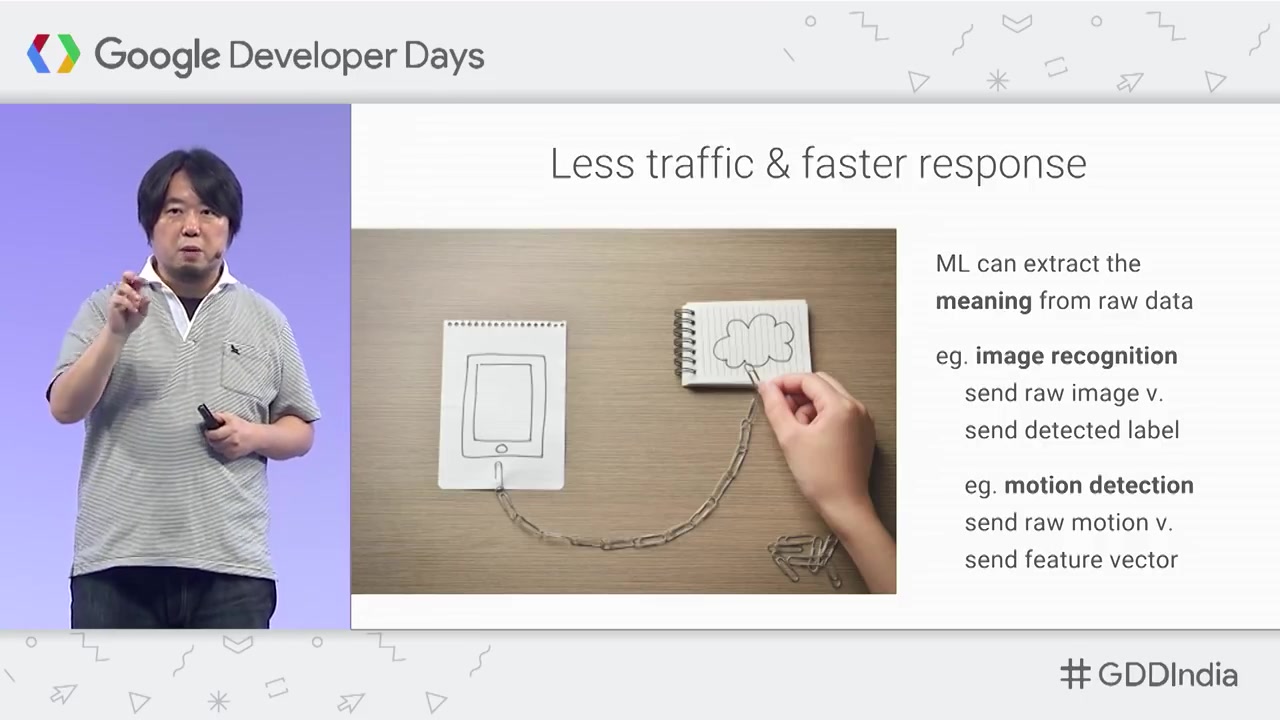 Google Developer Days
Less traffic & faster response
ML can extract the
meaning from raw data
eg. image recognition
send raw image v.
send detected label
eg. motion detection
send raw motion v.
send feature vector
#GDDIndia